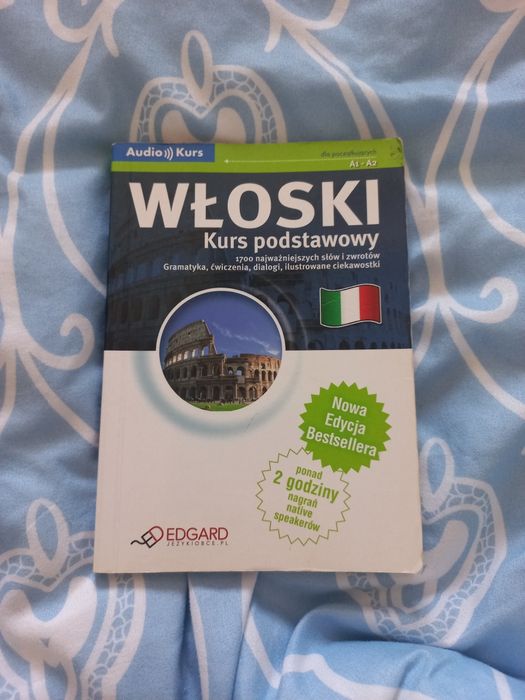 Audio Kurs
dla początkujących
A1 - A2
WŁOSKI
Kurs podstawowy
1700 najważniejszych słów i zwrotów
Gramatyka, ćwiczenia, dialogi, ilustrowane ciekawostki
Nowa
Edycja
Bestsellera
ponad
2 godziny
nagrań
native
speakerów
EDGARD
JEZYKIOBCE.PL